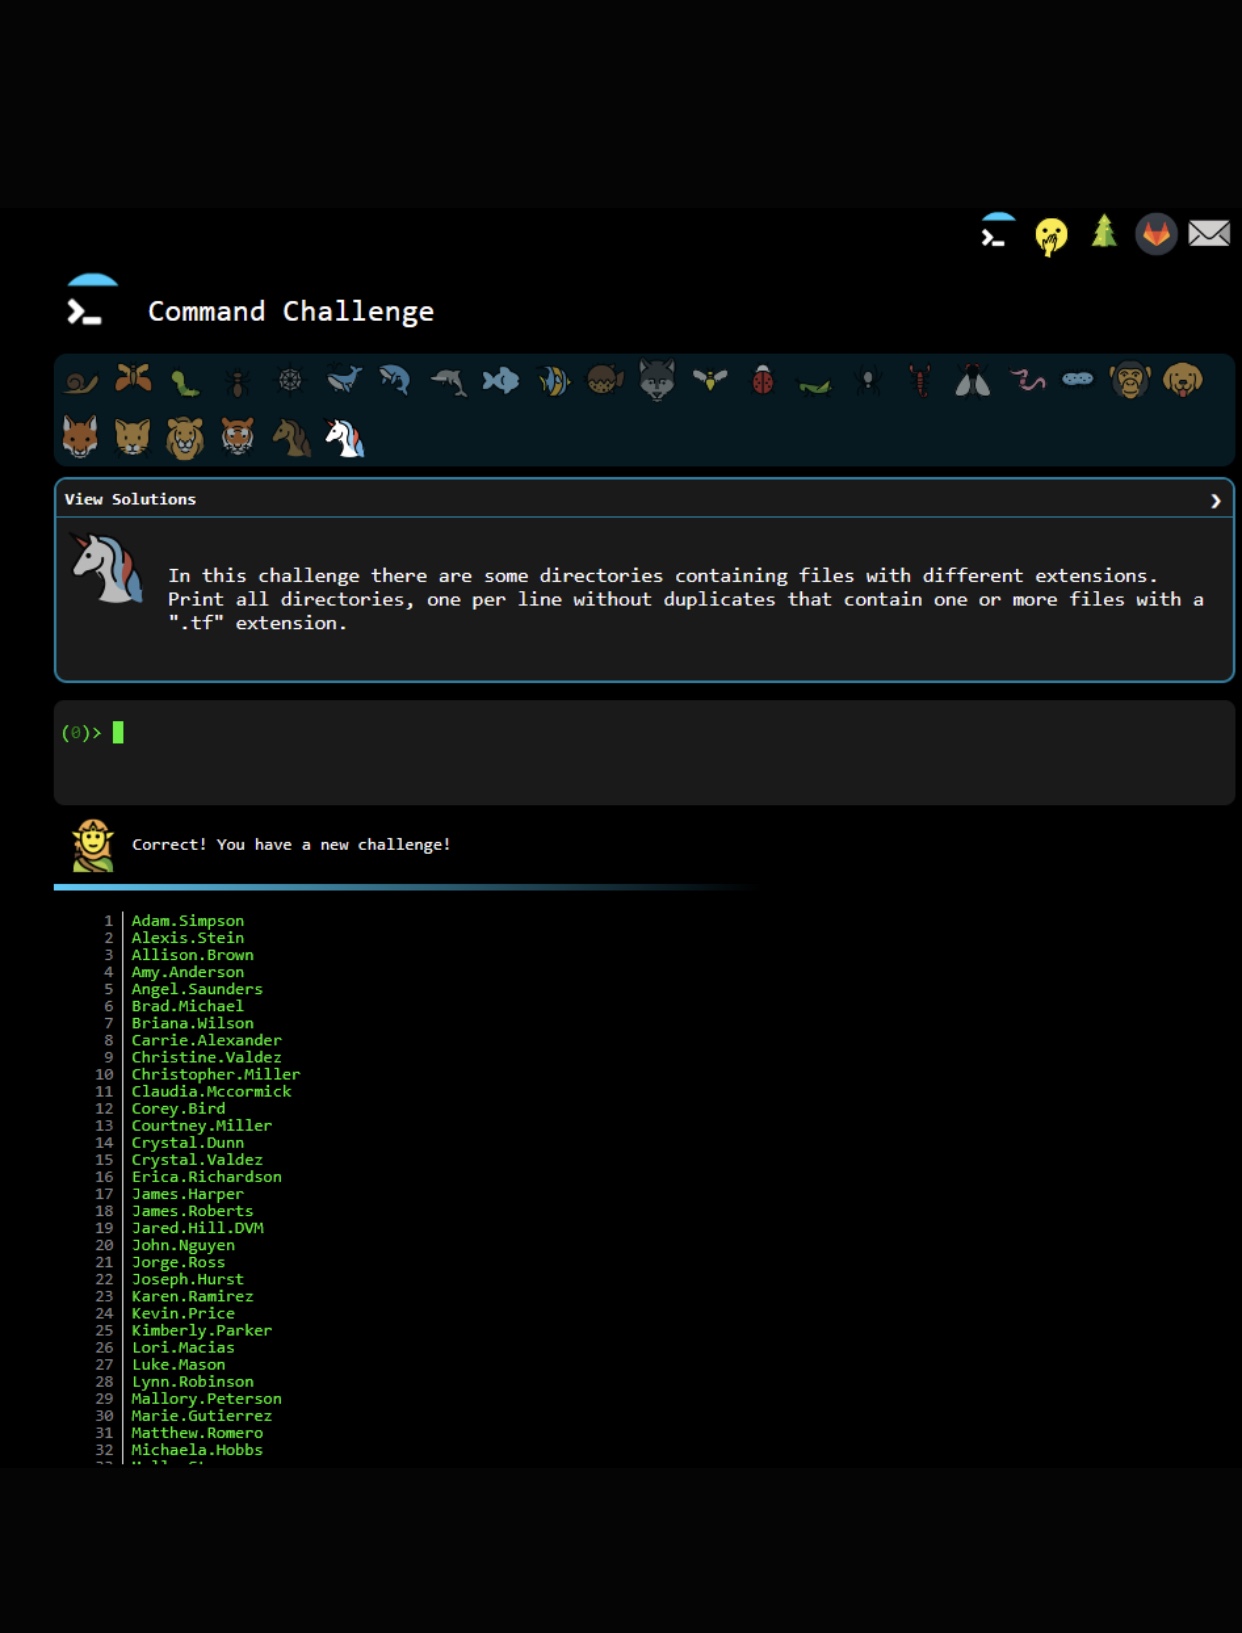 Command Challenge
View Solutions
In this challenge there are some directories containing files with different extensions.
Print all directories, one per line without duplicates that contain one or more files with a
".tf" extension.
(0)>
Correct! You have a new challenge!
1 Adam.Simpson
2 Alexis.Stein
3 Allison.Brown
4 Amy.Anderson
5 Angel.Saunders
6 Brad.Michael
7 Briana.Wilson
8 Carrie.Alexander
9 Christine.Valdez
10 Christopher.Miller
11 Claudia.Mccormick
12 Corey.Bird
13 Courtney.Miller
14 Crystal.Dunn
15 Crystal.Valdez
16 Erica.Richardson
17 James.Harper
18 James.Roberts
19 Jared.Hill.DVM
20 John.Nguyen
21 Jorge.Ross
22 Joseph.Hurst
23 Karen.Ramirez
24 Kevin.Price
25 Kimberly.Parker
26 Lori.Macias
27 Luke.Mason
28 Lynn.Robinson
29 Mallory.Peterson
30 Marie.Gutierrez
31 Matthew.Romero
32 Michaela.Hobbs